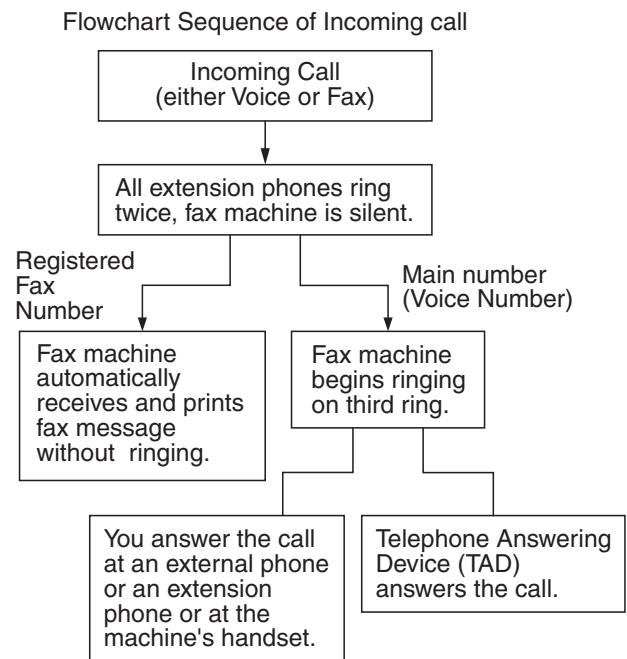 Flowchart Sequence of Incoming call
Incoming Call
(either Voice or Fax)
All extension phones ring
twice, fax machine is silent.
Registered
Fax
Number
Main number
(Voice Number)
Fax machine
automatically
receives and prints
fax message
without ringing.
Fax machine
begins ringing
on third ring.
You answer the call
at an external phone
or an extension
phone or at the
machine's handset.
Telephone Answering
Device (TAD)
answers the call.